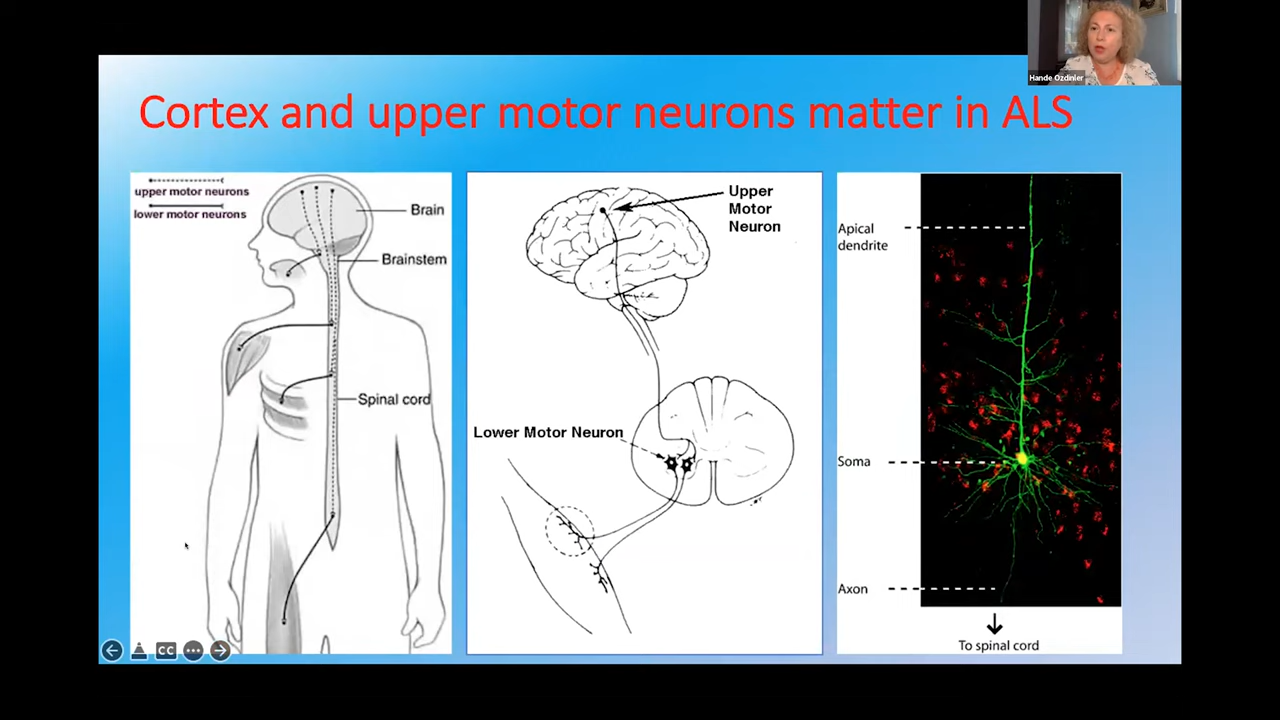 Hande Ozdinler
Cortex and upper motor neurons matter in ALS
upper motor neurons
lower motor neurons
Brain
Brainstem
Spinal cord
Upper
Motor
Neuron
Lower Motor Neuron
Apical
dendrite
Soma
Axon
To spinal cord
CC